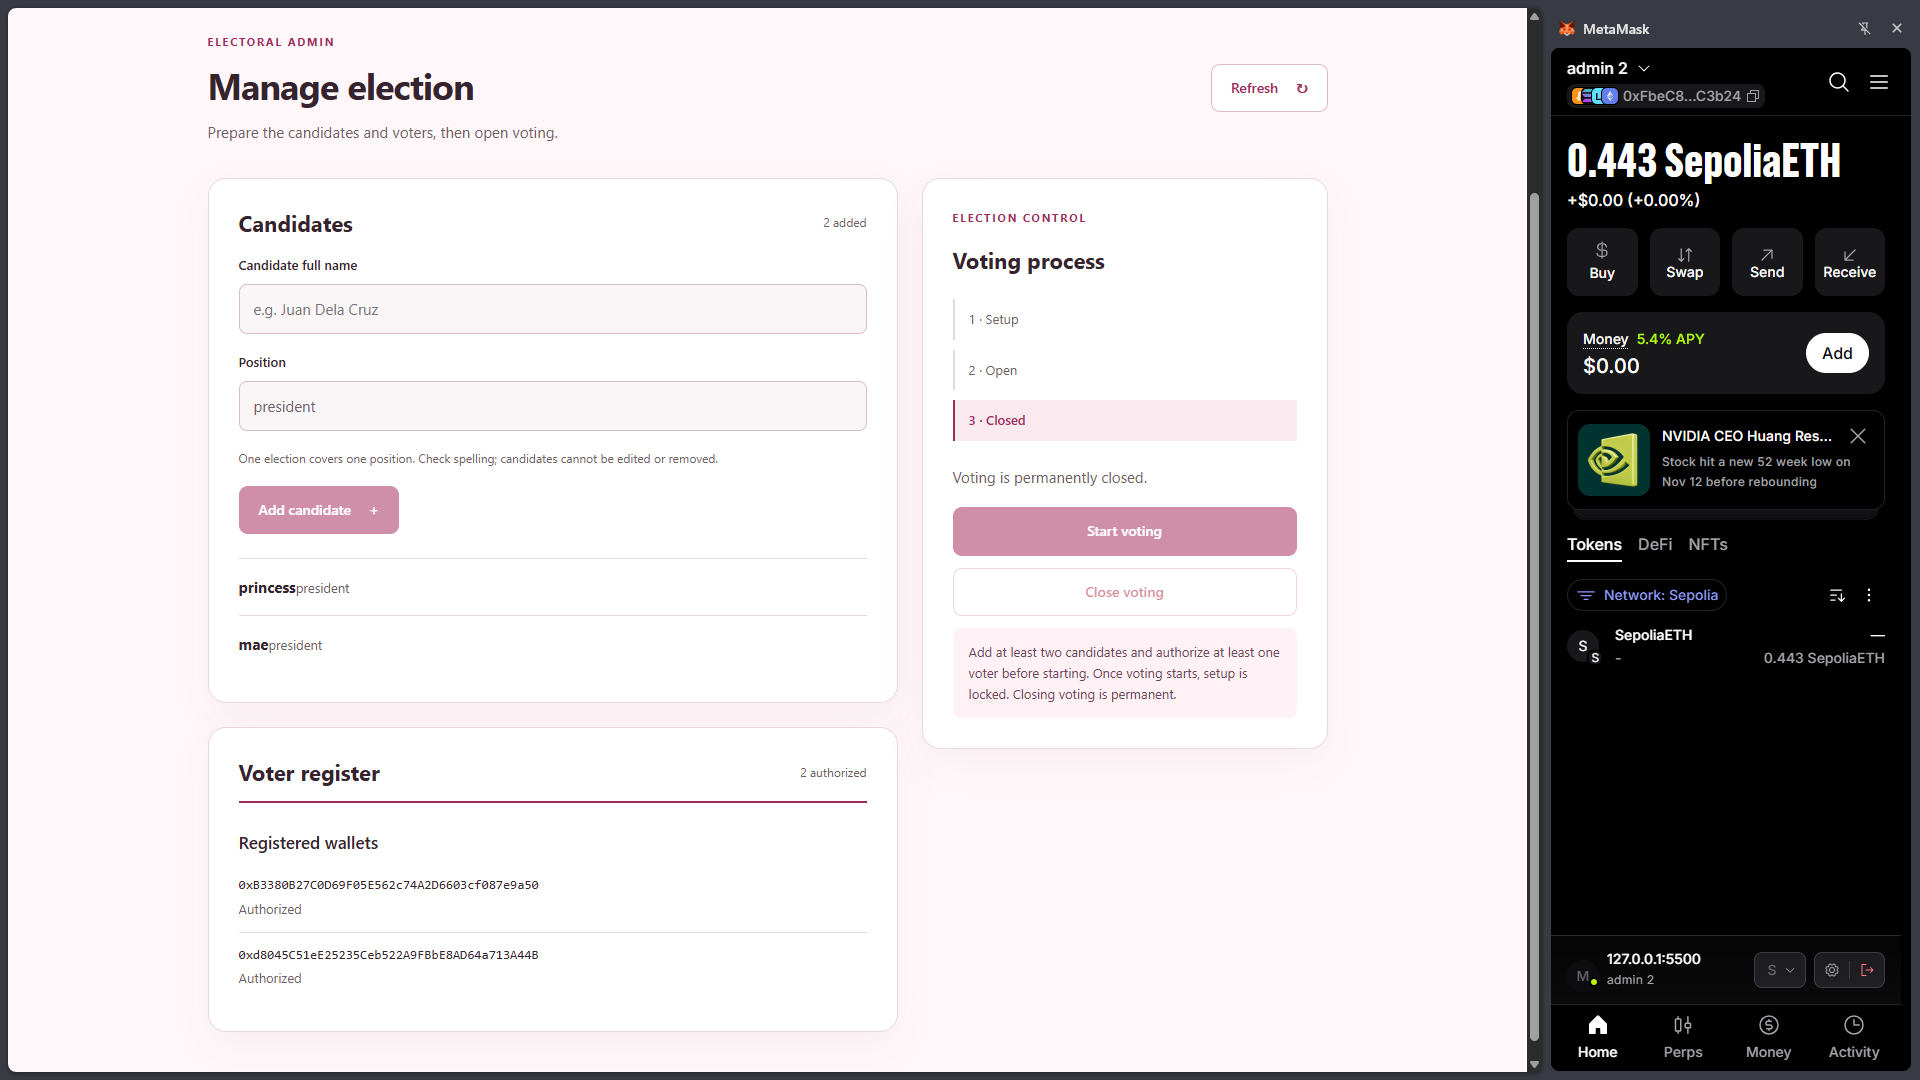 ELECTORAL ADMIN
Manage election
Prepare the candidates and voters, then open voting.
Refresh ↻
Candidates
2 added
Candidate full name
e.g. Juan Dela Cruz
Position
president
One election covers one position. Check spelling; candidates cannot be edited or removed.
Add candidate +
princesspresident
maepresident
Voter register
2 authorized
Registered wallets
0xB3380B27C0D69F05E562c74A2D6603cf087e9a50
Authorized
0xd8045C51eE25235Ceb522A9FBbE8AD64a713A44B
Authorized
ELECTION CONTROL
Voting process
1 · Setup
2 · Open
3 · Closed
Voting is permanently closed.
Start voting
Close voting
Add at least two candidates and authorize at least one
voter before starting. Once voting starts, setup is
locked. Closing voting is permanent.
MetaMask
admin 2
0xFbeC8...C3b24
0.443 SepoliaETH
+$0.00 (+0.00%)
Buy
Swap
Send
Receive
Money 5.4% APY
$0.00
Add
NVIDIA CEO Huang Res...
Stock hit a new 52 week low on
Nov 12 before rebounding
Tokens DeFi NFTs
Network: Sepolia
S
S
SepoliaETH —
- 0.443 SepoliaETH
M
127.0.0.1:5500
admin 2
S
Home
Perps
Money
Activity